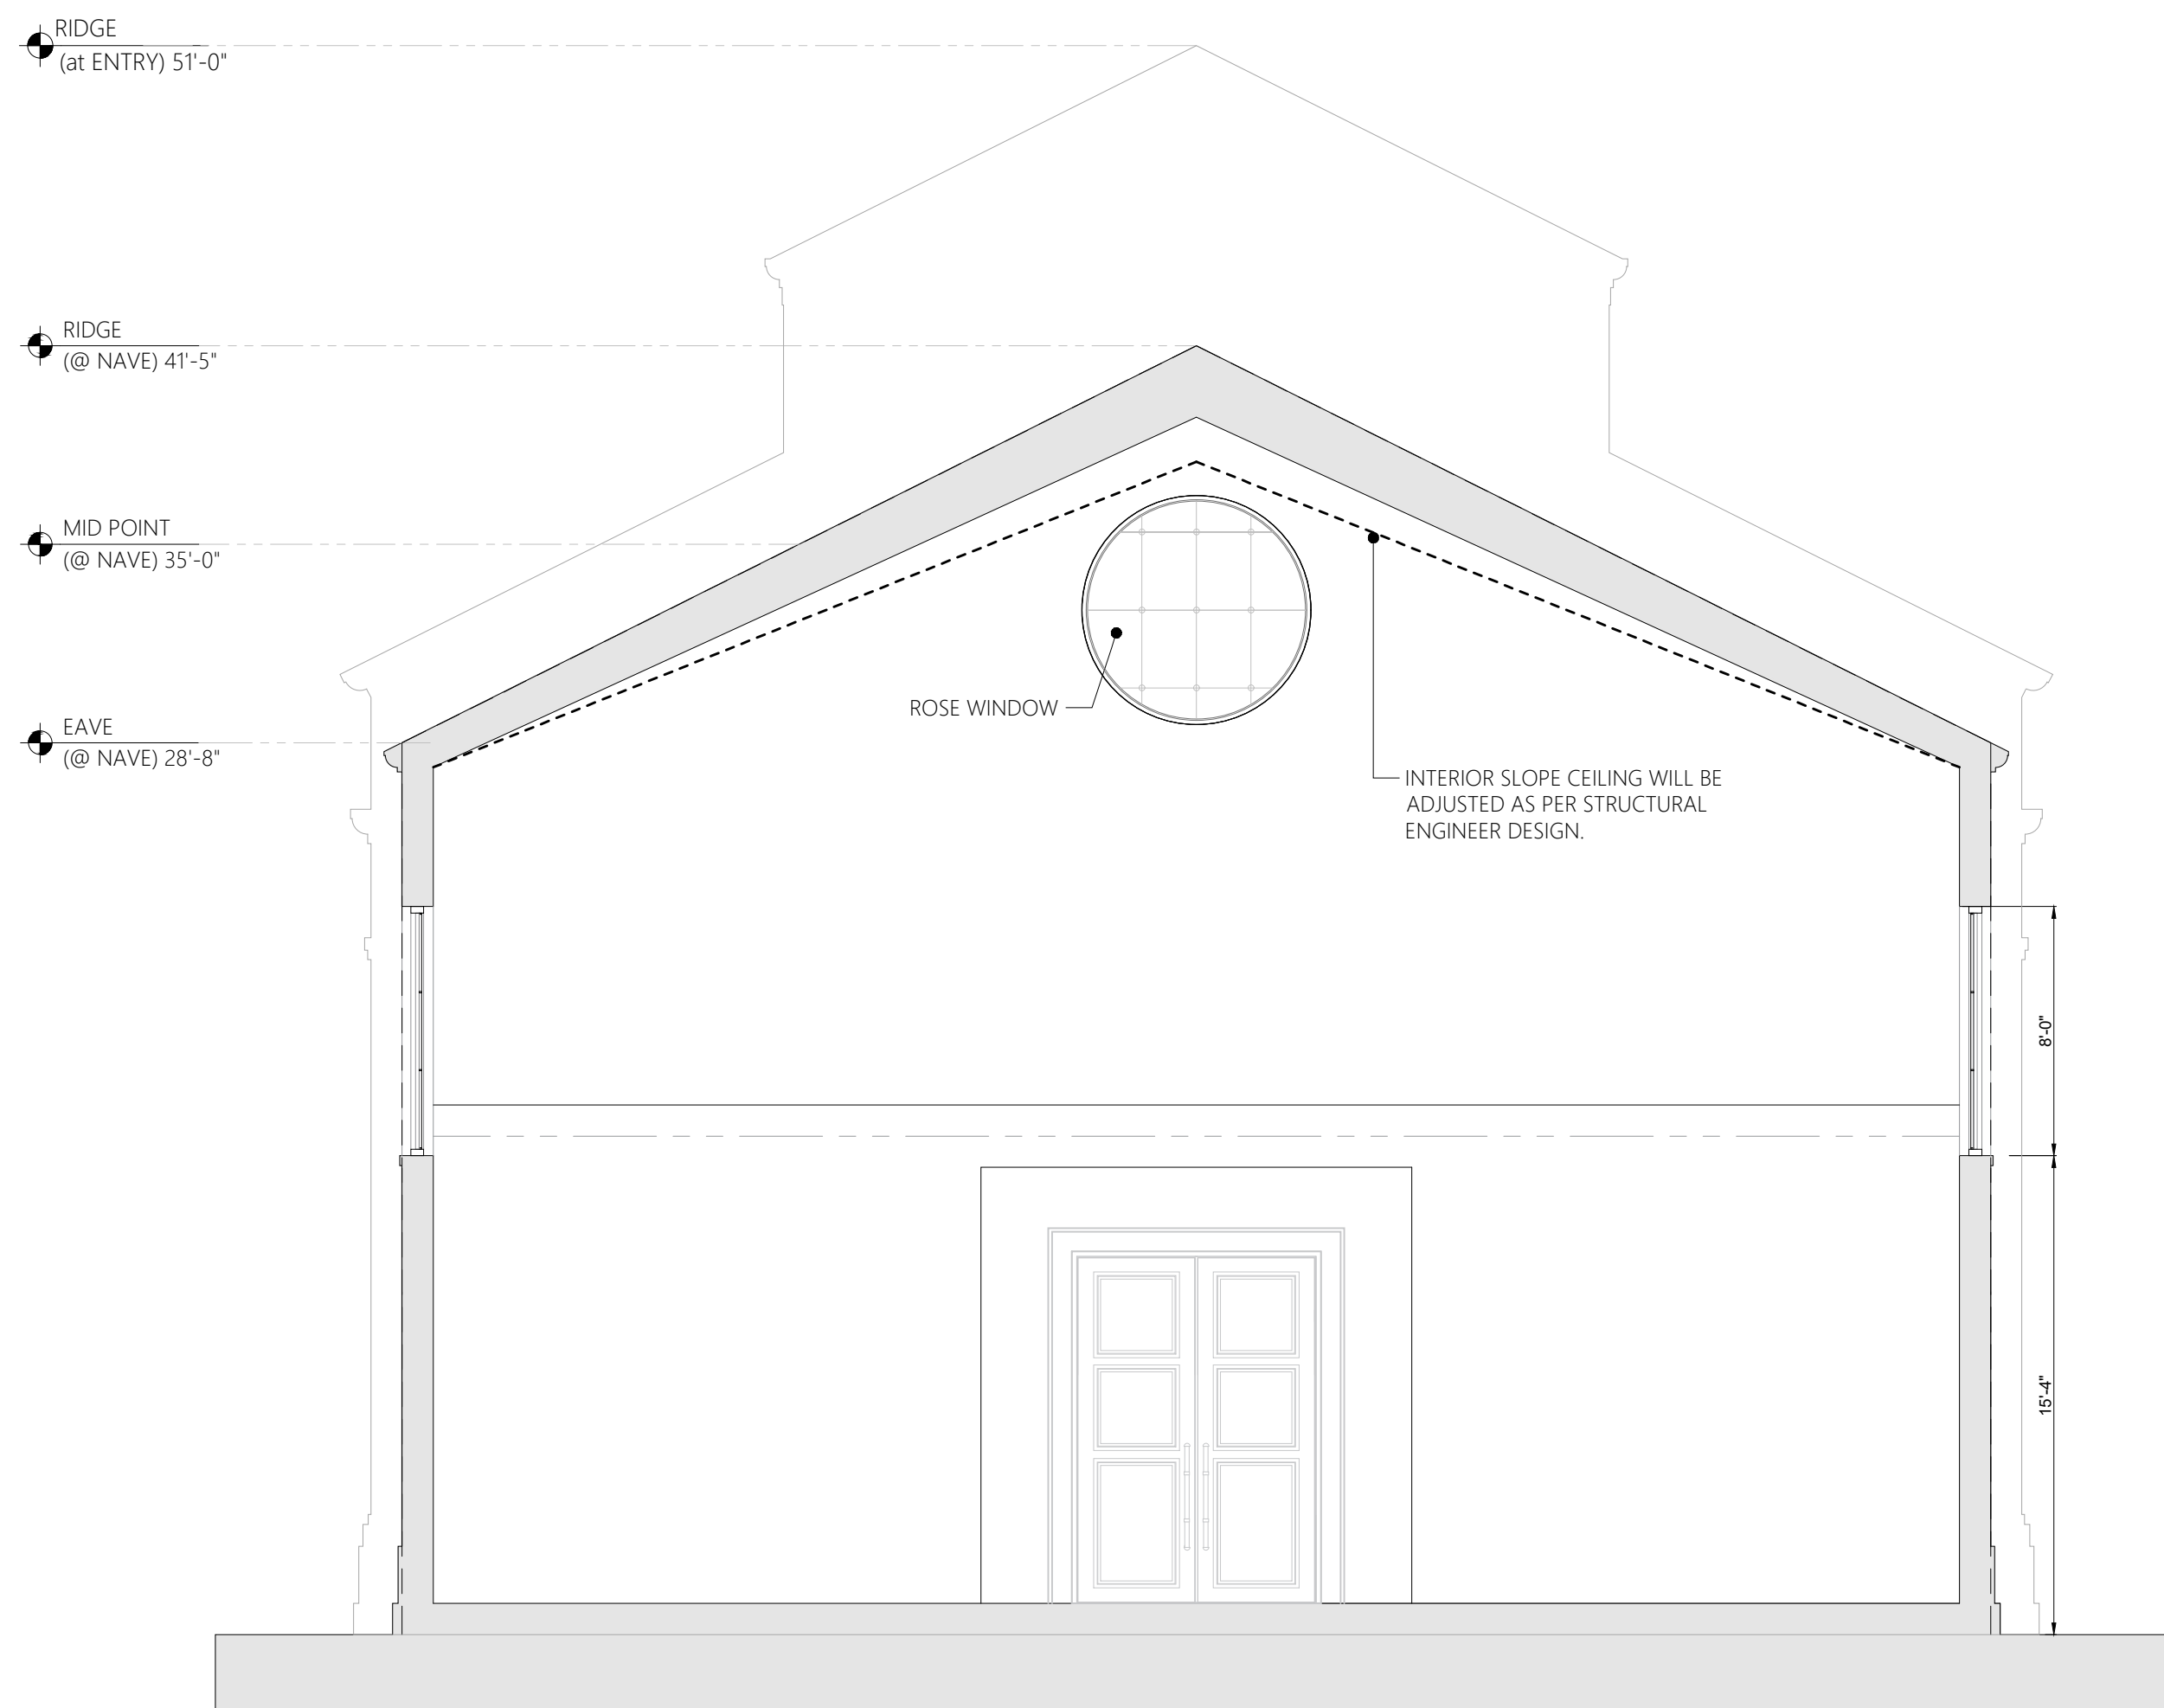 RIDGE
(at ENTRY) 51'-0"
RIDGE
(@ NAVE) 41'-5"
MID POINT
(@ NAVE) 35'-0"
ROSE WINDOW
EAVE
(@ NAVE) 28'-8"
INTERIOR SLOPE CEILING WILL BE
ADJUSTED AS PER STRUCTURAL
ENGINEER DESIGN.
8'-0"
15'-4"